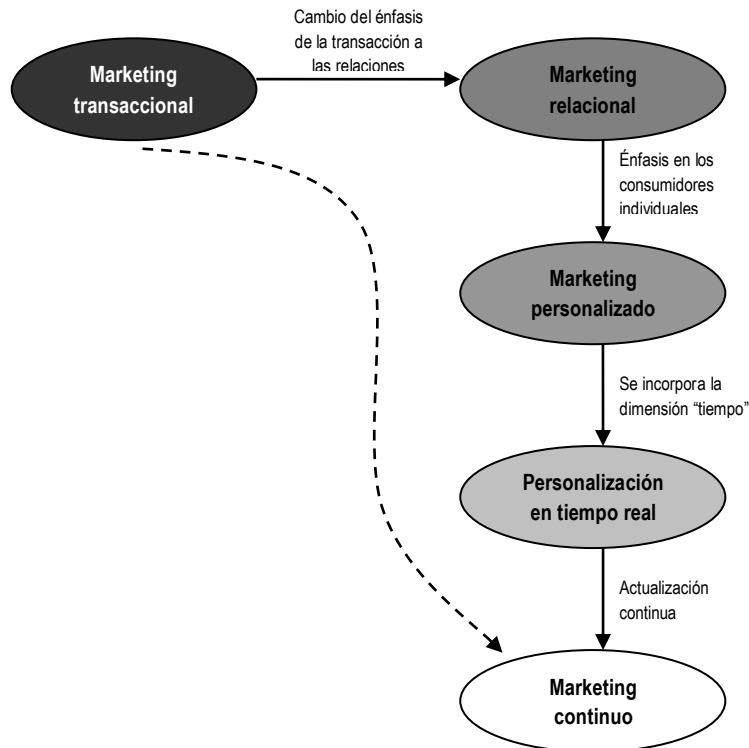 Cambio del énfasis
de la transacción a
las relaciones
Marketing
transaccional
Marketing
relacional
Énfasis en los
consumidores
individuales
Marketing
personalizado
Se incorpora la
dimensión “tiempo”
Personalización
en tiempo real
Actualización
continua
Marketing
continuo